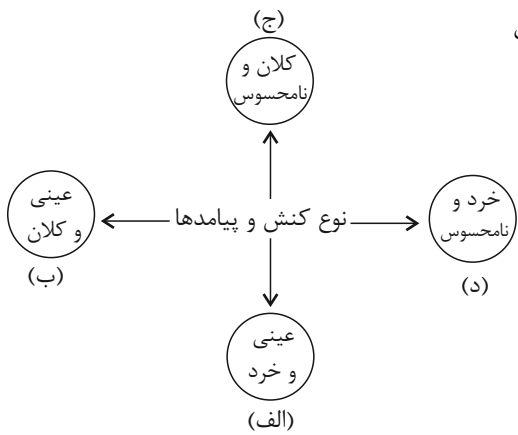 (ج)
کلان و
نامحسوس
عینی
و کلان
(ب)
نوع کنش و پیامدها
خرد و
نامحسوس
(د)
عینی
و خرد
(الف)